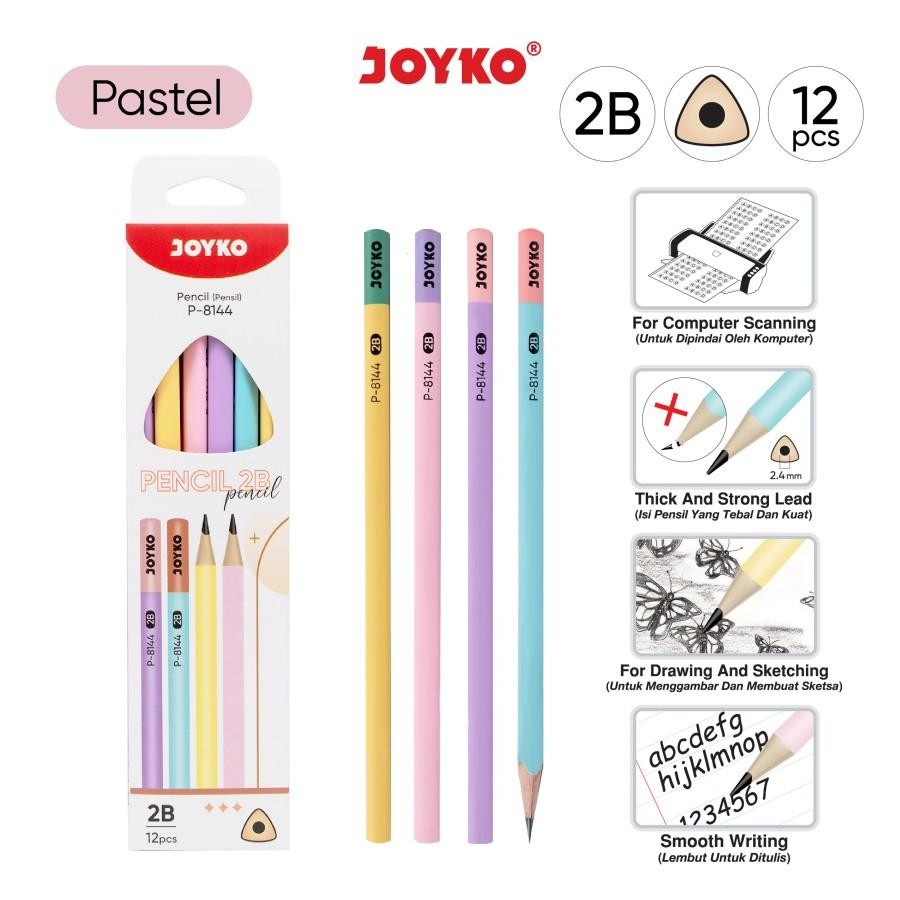 JOYKO®
Pastel
2B
12
pcs
JOYKO
Pencil (Pensil)
P-8144
PENCIL 2B
pencil
JOYKO
JOYKO
2B
2B
P-8144
P-8144
2B
12pcs
JOYKO
JOYKO
JOYKO
JOYKO
P-8144 2B
P-8144 2B
P-8144 2B
P-8144 2B
For Computer Scanning
(Untuk Dipindai Oleh Komputer)
2.4mm
Thick And Strong Lead
(Isi Pensil Yang Tebal Dan Kuat)
For Drawing And Sketching
(Untuk Menggambar Dan Membuat Sketsa)
abcdefg
hijklmnop
1234567
Smooth Writing
(Lembut Untuk Ditulis)